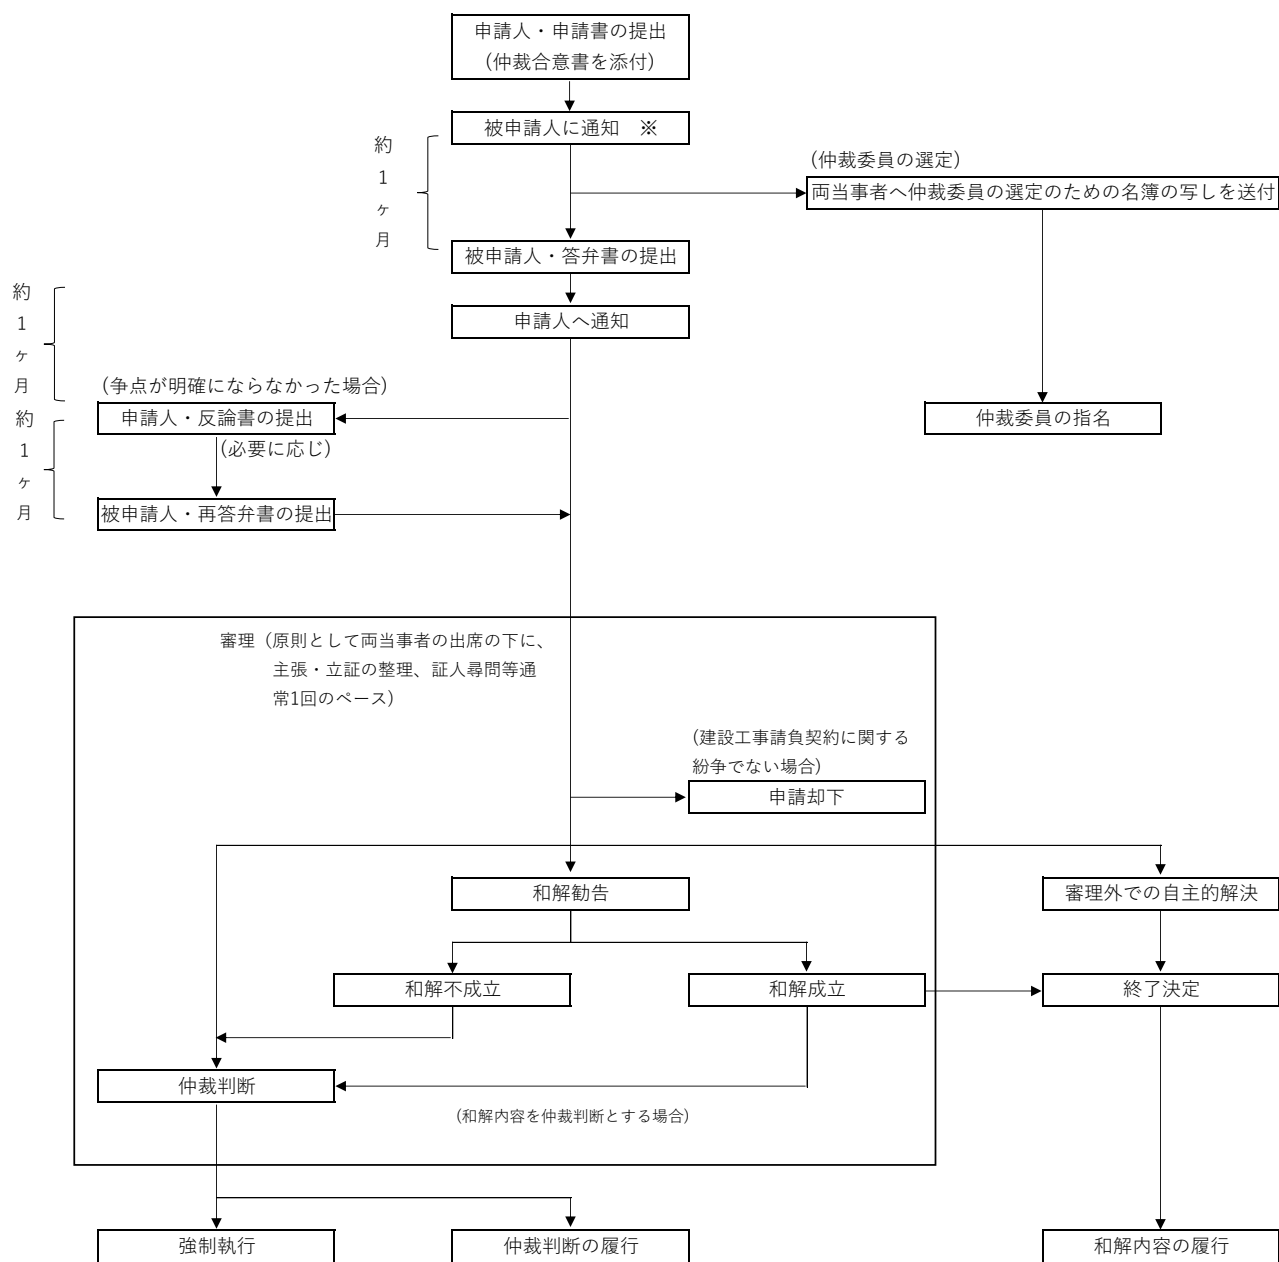 申請人・申請書の提出
（仲裁合意書を添付）
被申請人に通知　※
約
1
ヶ
月
（仲裁委員の選定）
両当事者へ仲裁委員の選定のための名簿の写しを送付
被申請人・答弁書の提出
申請人へ通知
約
1
ヶ
月
（争点が明確にならなかった場合）
申請人・反論書の提出
仲裁委員の指名
約
1
ヶ
月
（必要に応じ）
被申請人・再答弁書の提出
審理（原則として両当事者の出席の下に、
主張・立証の整理、証人尋問等通
常1回のペース）
（建設工事請負契約に関する
紛争でない場合）
申請却下
和解勧告
審理外での自主的解決
和解不成立
和解成立
終了決定
仲裁判断
（和解内容を仲裁判断とする場合）
強制執行
仲裁判断の履行
和解内容の履行